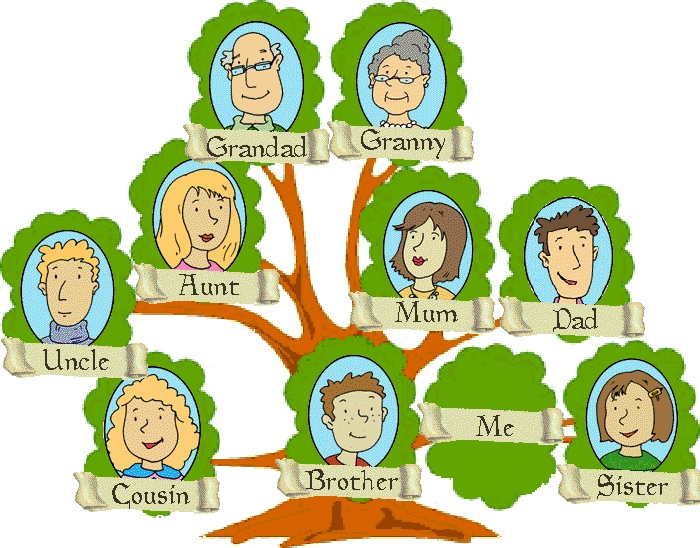 Grandad
Granny
Aunt
Mum
Dad
Uncle
Me
Brother
Cousin
Sister